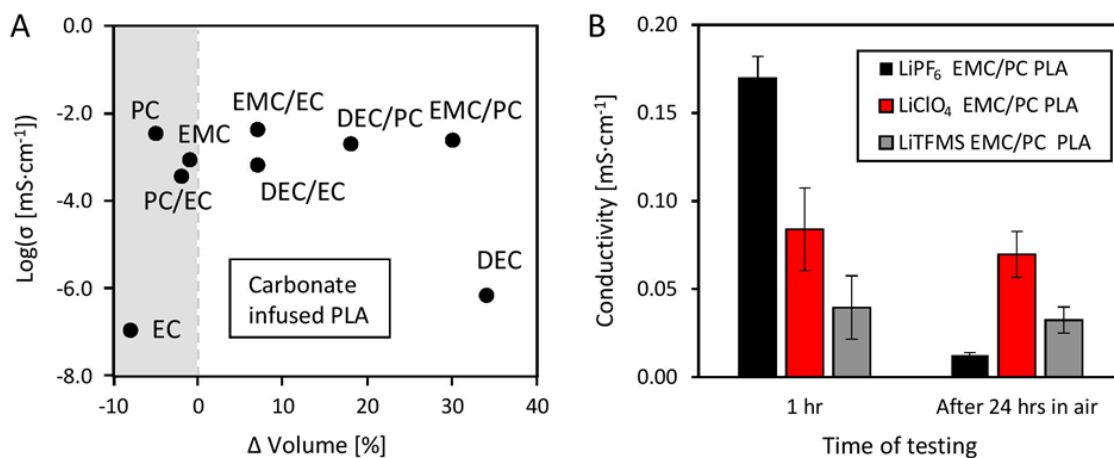 A
Log(σ [mS·cm⁻¹])
0.0
-2.0
-4.0
-6.0
-8.0
PC
EMC
PC/EC
EMC/EC
DEC/EC
DEC/PC
EMC/PC
DEC
EC
Carbonate
infused PLA
-10
0
10
20
30
40
Δ Volume [%]
B
Conductivity [mS·cm⁻¹]
0.20
0.15
0.10
0.05
0.00
LiPF₆ EMC/PC PLA
LiClO₄ EMC/PC PLA
LiTFMS EMC/PC PLA
1 hr
After 24 hrs in air
Time of testing